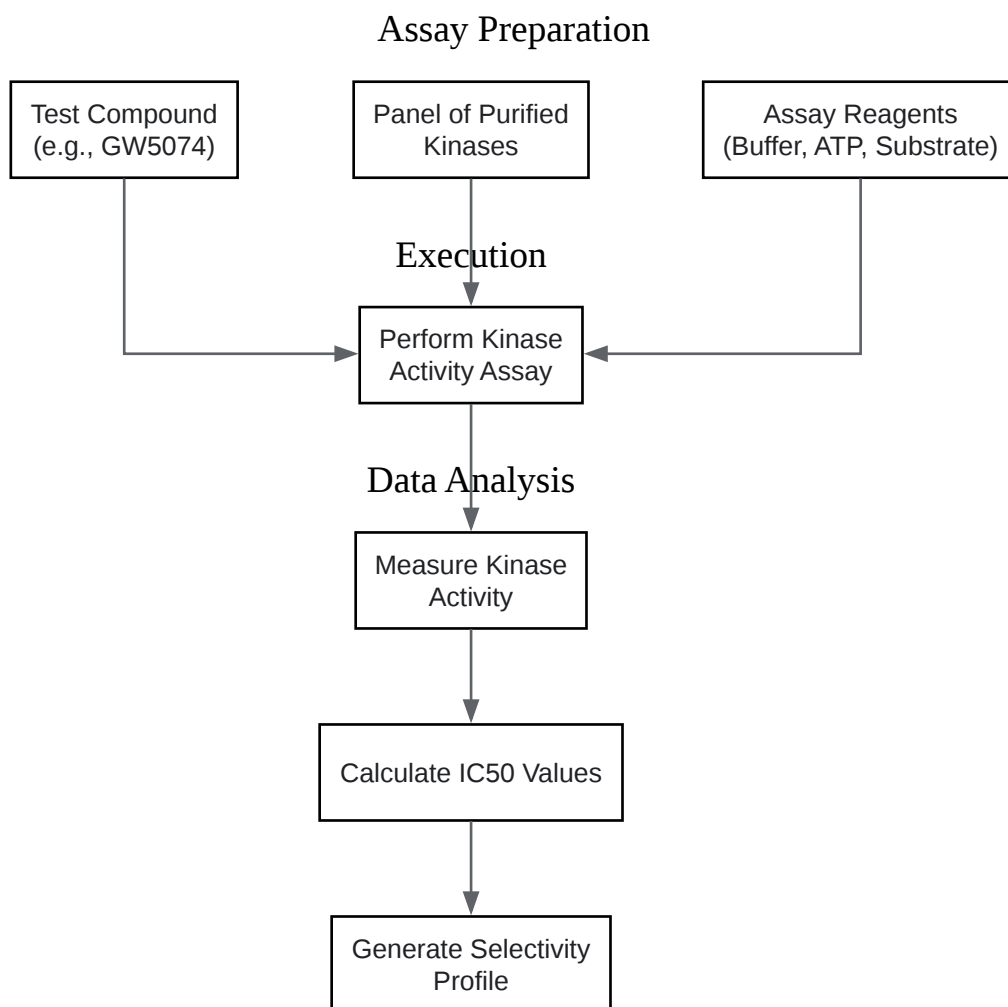 Assay Preparation
Test Compound
(e.g., GW5074)
Panel of Purified
Kinases
Assay Reagents
(Buffer, ATP, Substrate)
Execution
Perform Kinase
Activity Assay
Data Analysis
Measure Kinase
Activity
Calculate IC50 Values
Generate Selectivity
Profile